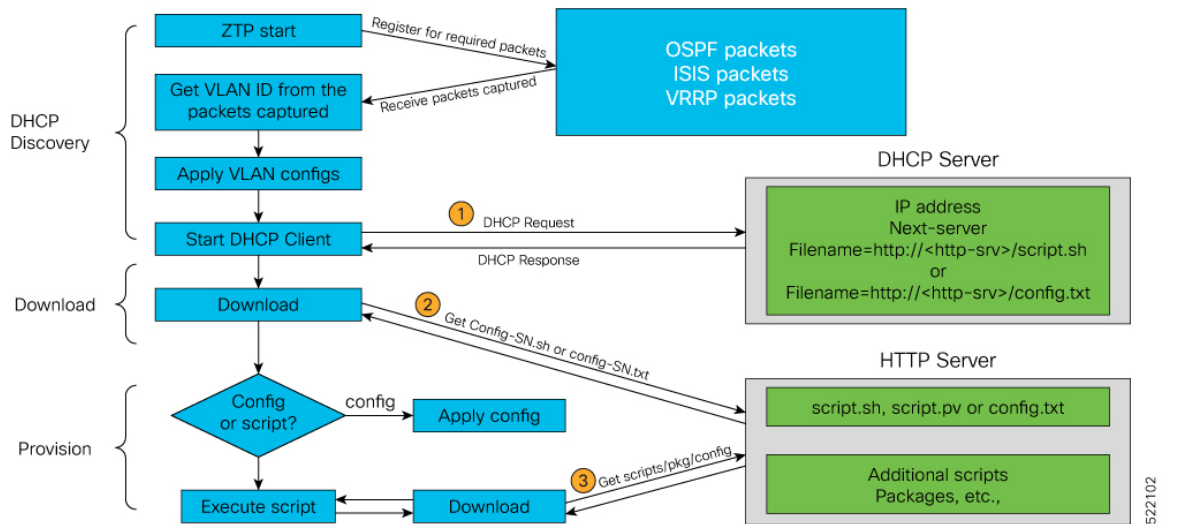 ZTP start
Register for required packets
OSPF packets
ISIS packets
VRRP packets
Get VLAN ID from the
packets captured
Receive packets captured
DHCP
Discovery
Apply VLAN configs
DHCP Server
1
DHCP Request
Start DHCP Client
DHCP Response
IP address
Next-server
Filename=http://<http-srv>/script.sh
or
Filename=http://<http-srv>/config.txt
Download
Download
2
Get Config-SN.sh or config-SN.txt
HTTP Server
Config
or script?
config
Apply config
script.sh, script.pv or config.txt
Provision
3
Get scripts/pkg/config
Execute script
Download
Additional scripts
Packages, etc.,
522102